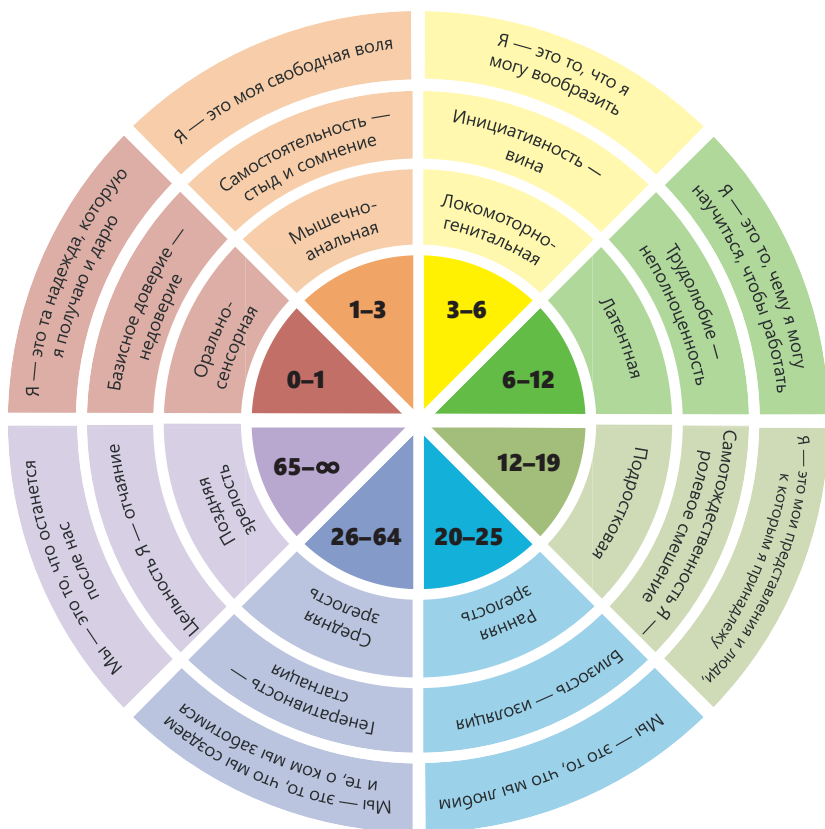 0–1
Орально-
сенсорная
Базисное доверие —
недоверие
Я — это та надежда, которую
я получаю и дарю
1–3
Мышечно-
анальная
Самостоятельность —
стыд и сомнение
Я — это моя свободная воля
3–6
Локомоторно-
генитальная
Инициативность —
вина
Я — это то, что я
могу вообразить
6–12
Латентная
Трудолюбие —
неполноценность
Я — это то, чему я могу
научиться, чтобы работать
12–19
Подростковая
Самотождественность Я —
ролевое смешение
Я — это мои представления и люди,
к которым я принадлежу
20–25
Ранняя
зрелость
Близость — изоляция
Мы — это то, что мы любим
26–64
Средняя
зрелость
Генеративность —
стагнация
Мы — это то, что мы создаем
и те, о ком мы заботимся
65–∞
Поздняя
зрелость
Цельность Я — отчаяние
Мы — это то, что останется
после нас